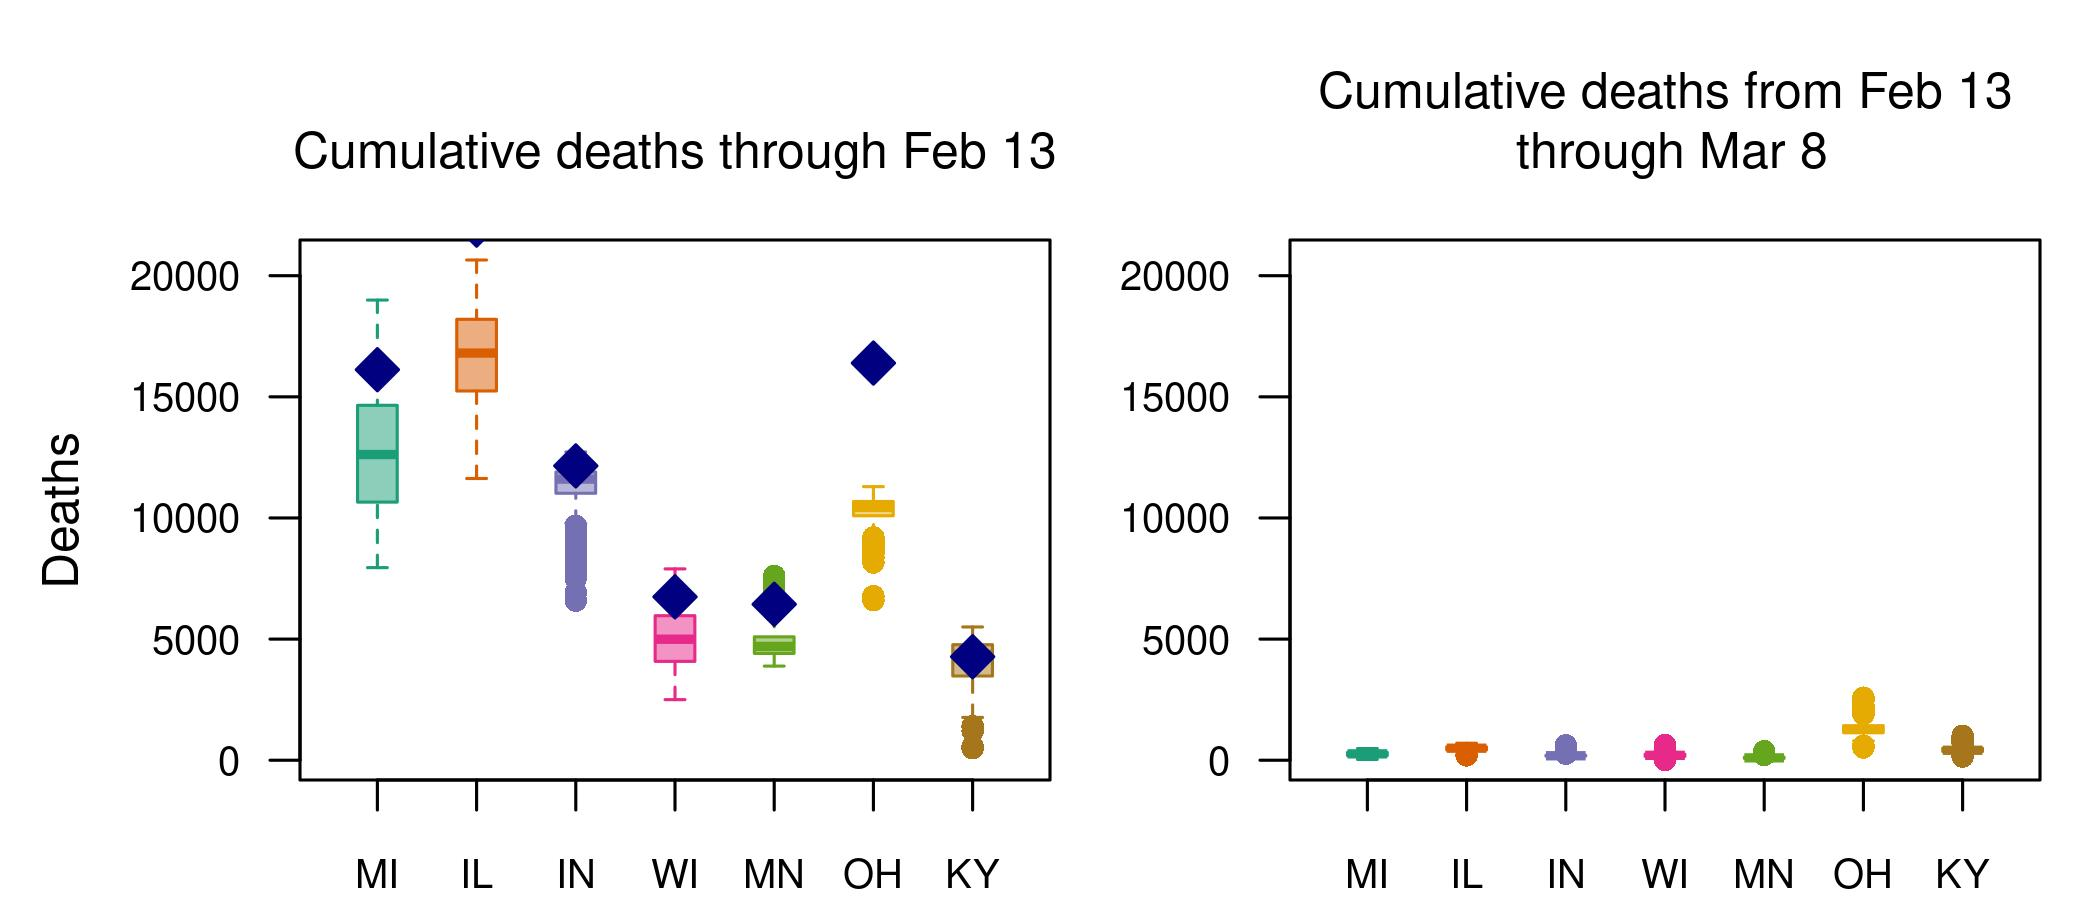 Cumulative deaths through Feb 13
Deaths
20000
15000
10000
5000
0
MI IL IN WI MN OH KY
Cumulative deaths from Feb 13
through Mar 8
20000
15000
10000
5000
0
MI IL IN WI MN OH KY